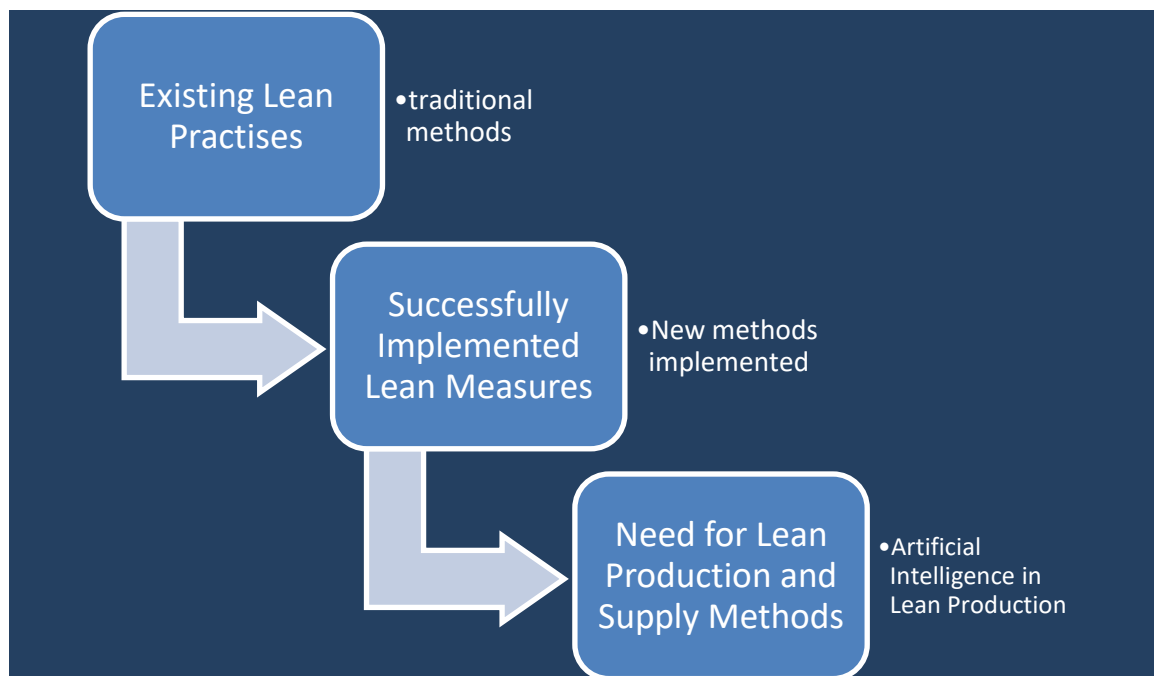 Existing Lean
Practises
•traditional
methods
Successfully
Implemented
Lean Measures
•New methods
implemented
Need for Lean
Production and
Supply Methods
•Artificial
Intelligence in
Lean Production